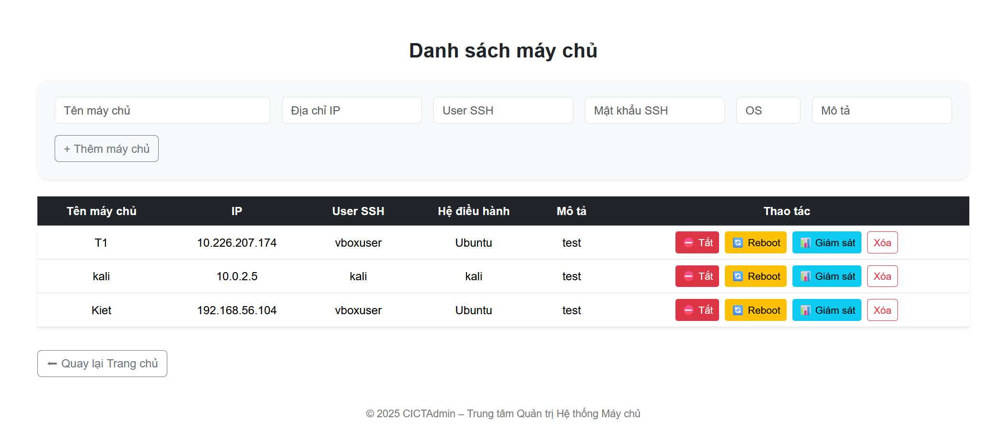 Danh sách máy chủ
Tên máy chủ Địa chỉ IP User SSH Mật khẩu SSH OS Mô tả
+ Thêm máy chủ
Tên máy chủ IP User SSH Hệ điều hành Mô tả Thao tác
T1 10.226.207.174 vboxuser Ubuntu test Tắt Reboot Giám sát Xóa
kali 10.0.2.5 kali kali test Tắt Reboot Giám sát Xóa
Kiet 192.168.56.104 vboxuser Ubuntu test Tắt Reboot Giám sát Xóa
⬅ Quay lại Trang chủ
© 2025 CICTAdmin – Trung tâm Quản trị Hệ thống Máy chủ